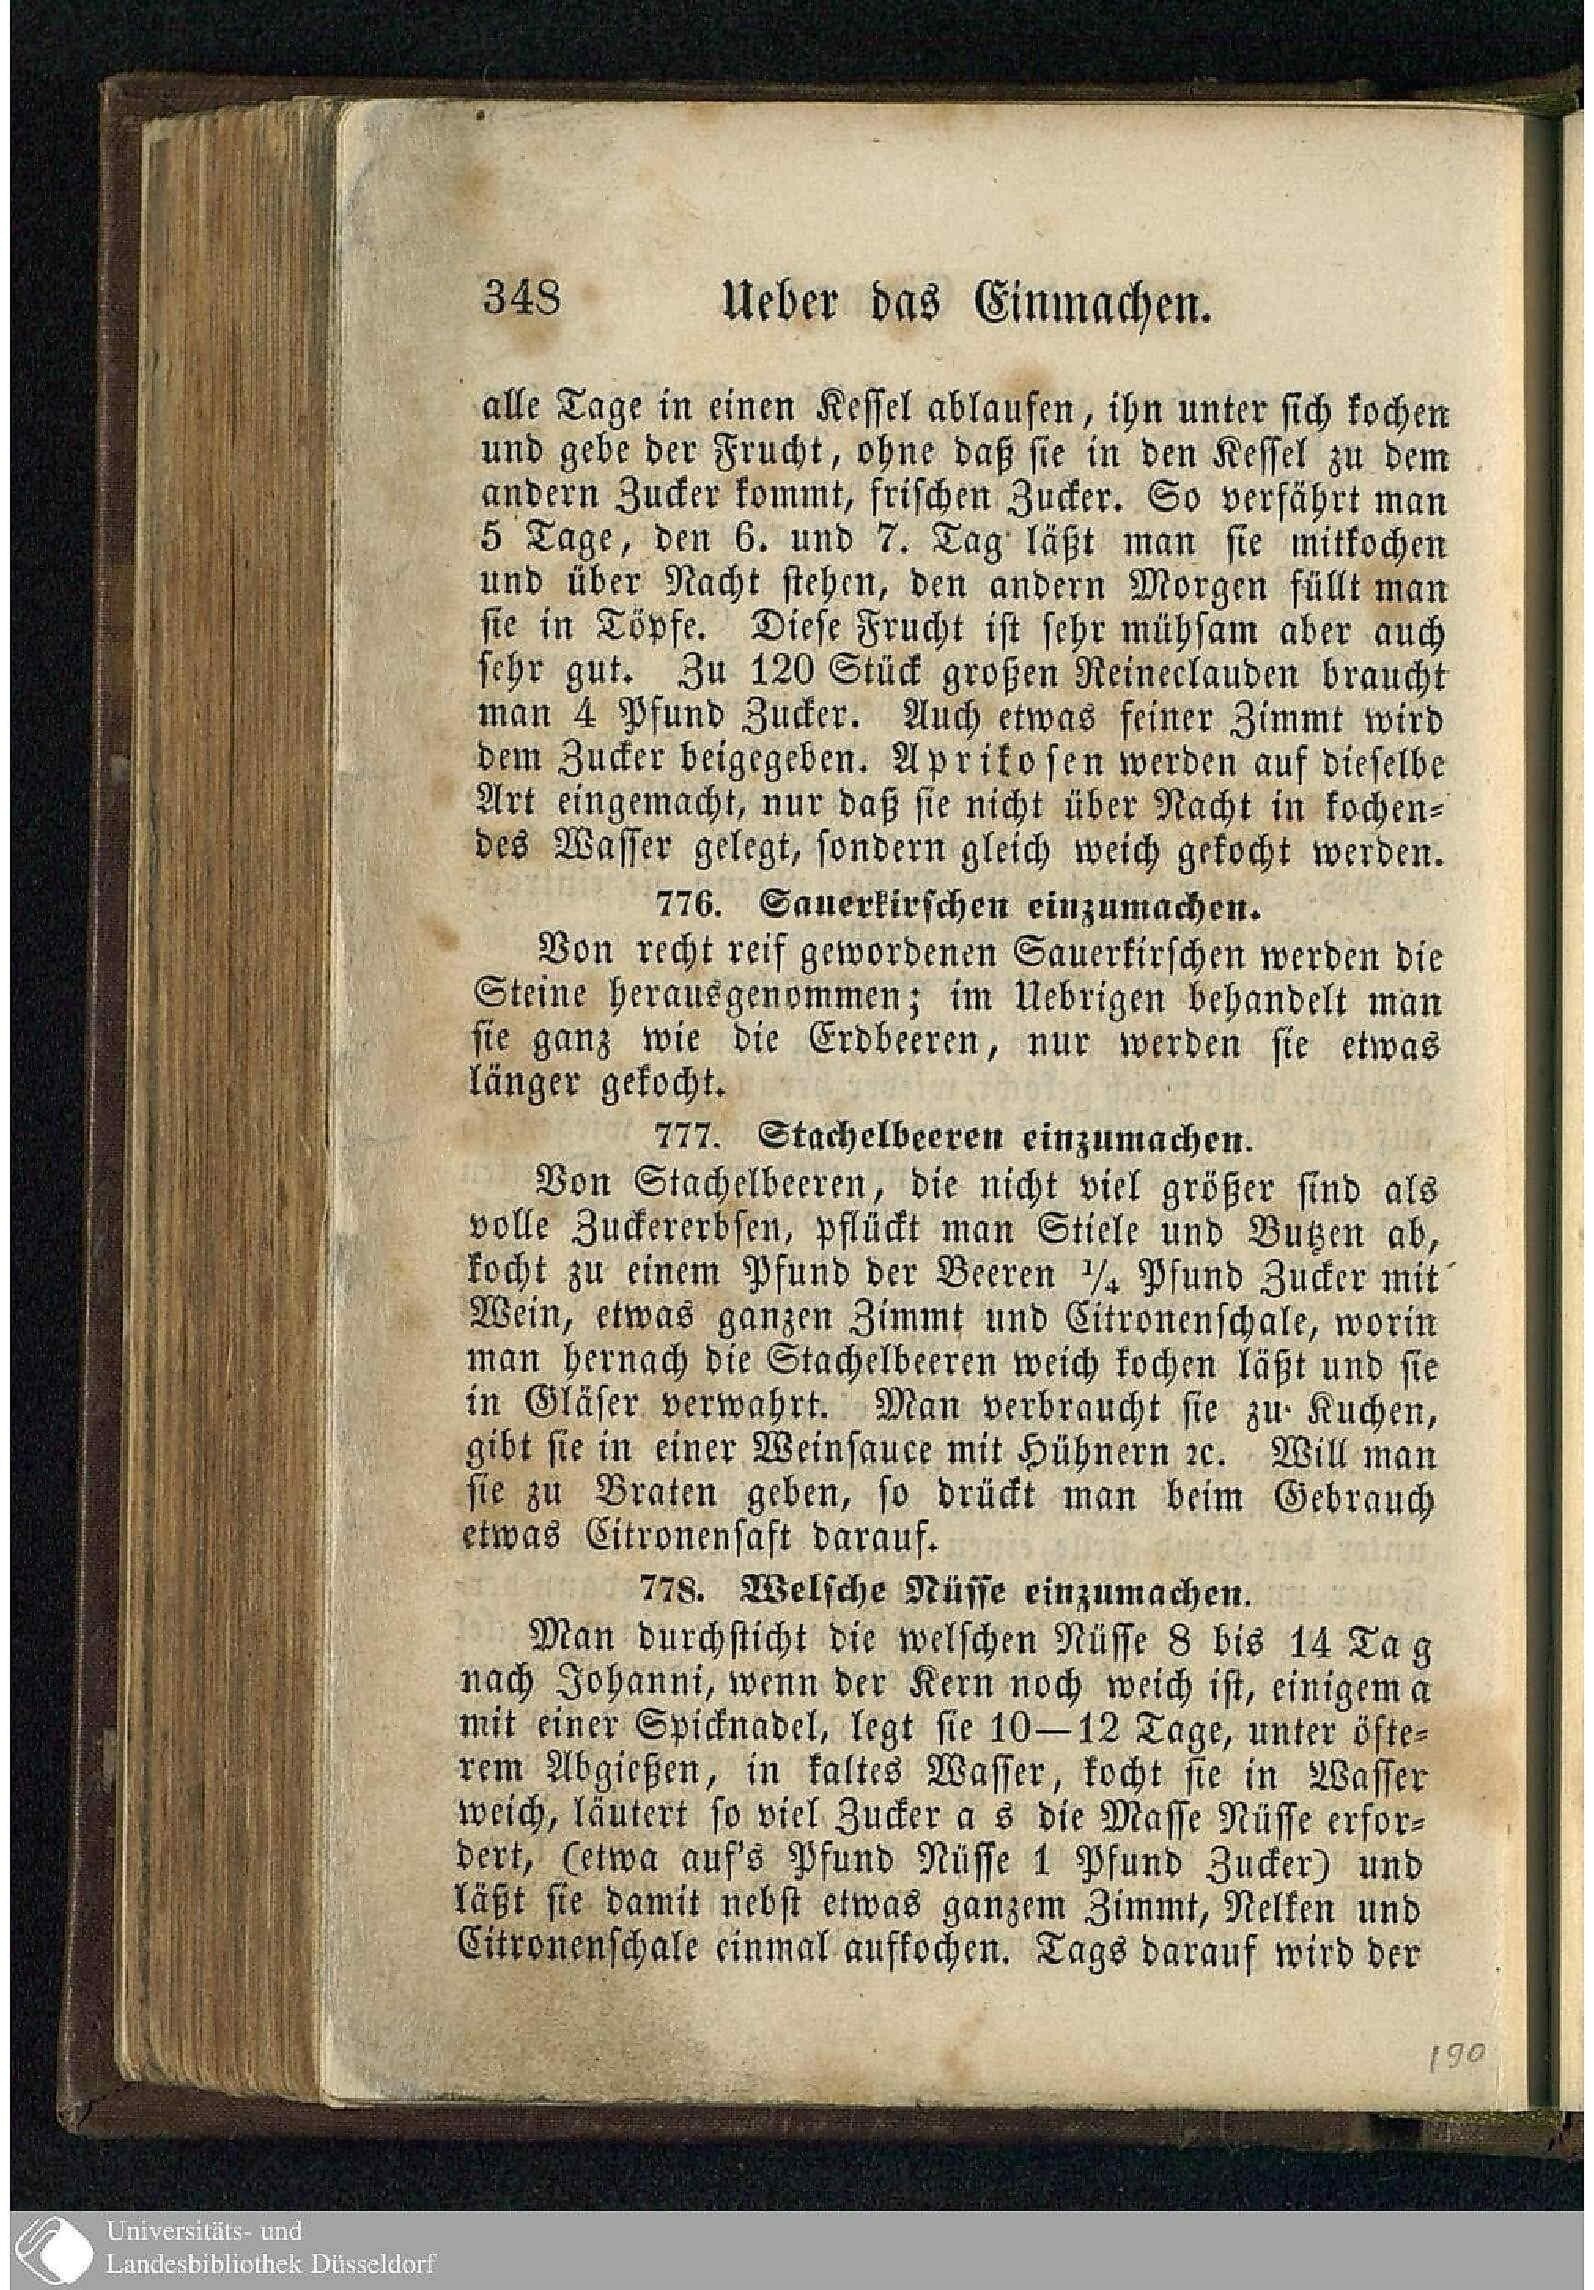 348 Ueber das Einmachen.
alle Tage in einen Kessel ablaufen, ihn unter sich kochen
und gebe der Frucht, ohne daß sie in den Kessel zu dem
andern Zucker kommt, frischen Zucker. So verfährt man
5 Tage, den 6. und 7. Tag läßt man sie mitkochen
und über Nacht stehen, den andern Morgen füllt man
sie in Töpfe. Diese Frucht ist sehr mühsam aber auch
sehr gut. Zu 120 Stück großen Reineclauden braucht
man 4 Pfund Zucker. Auch etwas feiner Zimmt wird
dem Zucker beigegeben. Aprikosen werden auf dieselbe
Art eingemacht, nur daß sie nicht über Nacht in kochen-
des Wasser gelegt, sondern gleich weich gekocht werden.
776. Sauerkirschen einzumachen.
Von recht reif gewordenen Sauerkirschen werden die
Steine herausgenommen; im Uebrigen behandelt man
sie ganz wie die Erdbeeren, nur werden sie etwas
länger gekocht.
777. Stachelbeeren einzumachen.
Von Stachelbeeren, die nicht viel größer sind als
volle Zuckererbsen, pflückt man Stiele und Butzen ab,
kocht zu einem Pfund der Beeren 1/4 Pfund Zucker mit
Wein, etwas ganzen Zimmt und Citronenschale, worin
man hernach die Stachelbeeren weich kochen läßt und sie
in Gläser verwahrt. Man verbraucht sie zu Kuchen,
gibt sie in einer Weinsauce mit Hühnern ꝛc. Will man
sie zu Braten geben, so drückt man beim Gebrauch
etwas Citronensaft darauf.
778. Welsche Nüsse einzumachen.
Man durchsticht die welschen Nüsse 8 bis 14 Tag
nach Johanni, wenn der Kern noch weich ist, einigema
mit einer Spicknadel, legt sie 10—12 Tage, unter öfte-
rem Abgießen, in kaltes Wasser, kocht sie in Wasser
weich, läutert so viel Zucker a s die Masse Nüsse erfor-
dert, (etwa auf's Pfund Nüsse 1 Pfund Zucker) und
läßt sie damit nebst etwas ganzem Zimmt, Nelken und
Citronenschale einmal aufkochen. Tags darauf wird der
190
Universitäts- und
Landesbibliothek Düsseldorf